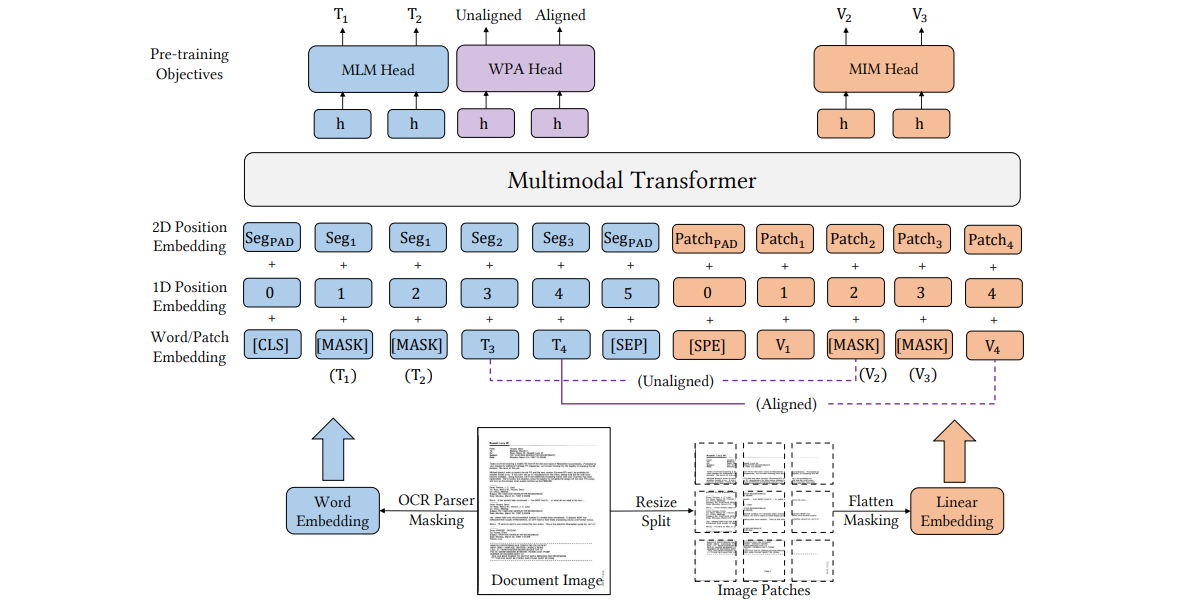 T₁ T₂ Unaligned Aligned V₂ V₃
Pre-training
Objectives
MLM Head WPA Head MIM Head
h h h h h h
Multimodal Transformer
2D Position
Embedding
Seg_PAD Seg₁ Seg₁ Seg₂ Seg₃ Seg_PAD Patch_PAD Patch₁ Patch₂ Patch₃ Patch₄
+ + + + + + + + + + +
1D Position
Embedding
0 1 2 3 4 5 0 1 2 3 4
+ + + + + + + + + + +
Word/Patch
Embedding
[CLS] [MASK] [MASK] T₃ T₄ [SEP] [SPE] V₁ [MASK] [MASK] V₄
(T₁) (T₂) (Unaligned) (V₂) (V₃)
(Aligned)
Word
Embedding
OCR Parser
Masking
Document Image
Resize
Split
Image Patches
Flatten
Masking
Linear
Embedding